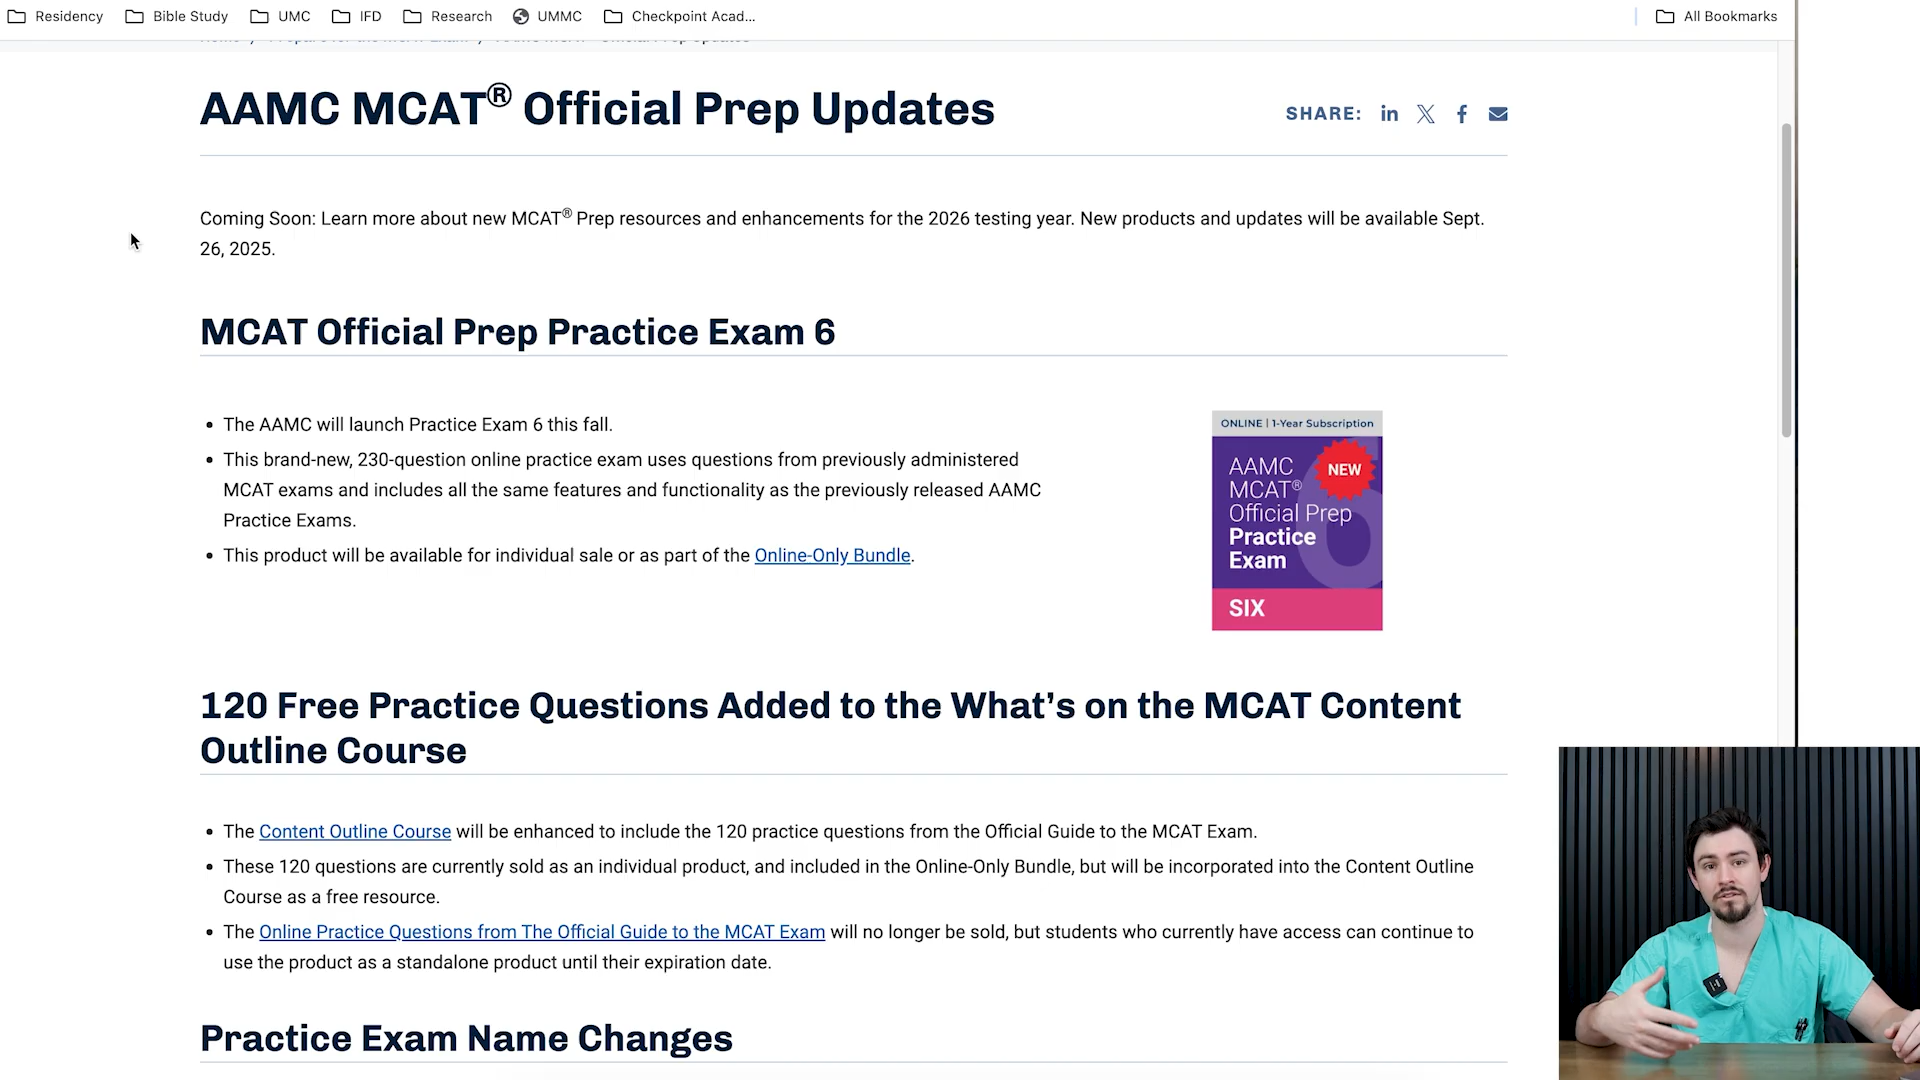 Residency Bible Study UMC IFD Research UMMC Checkpoint Acad... All Bookmarks
AAMC MCAT® Official Prep Updates
SHARE:
Coming Soon: Learn more about new MCAT® Prep resources and enhancements for the 2026 testing year. New products and updates will be available Sept.
26, 2025.
MCAT Official Prep Practice Exam 6
• The AAMC will launch Practice Exam 6 this fall.
• This brand-new, 230-question online practice exam uses questions from previously administered
MCAT exams and includes all the same features and functionality as the previously released AAMC
Practice Exams.
• This product will be available for individual sale or as part of the Online-Only Bundle.
ONLINE | 1-Year Subscription
NEW
AAMC
MCAT®
Official Prep
Practice
Exam
6
SIX
120 Free Practice Questions Added to the What's on the MCAT Content
Outline Course
• The Content Outline Course will be enhanced to include the 120 practice questions from the Official Guide to the MCAT Exam.
• These 120 questions are currently sold as an individual product, and included in the Online-Only Bundle, but will be incorporated into the Content Outline
Course as a free resource.
• The Online Practice Questions from The Official Guide to the MCAT Exam will no longer be sold, but students who currently have access can continue to
use the product as a standalone product until their expiration date.
Practice Exam Name Changes